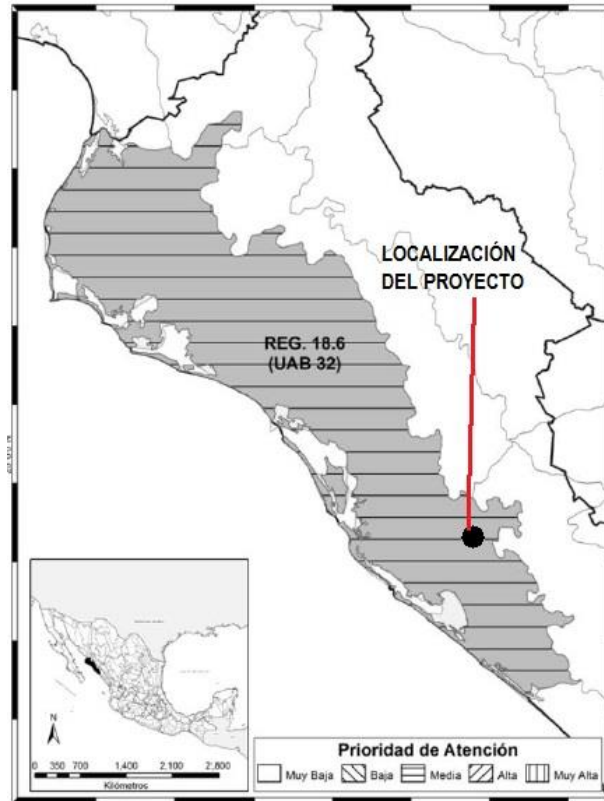 LOCALIZACIÓN
DEL PROYECTO
REG. 18.6
(UAB 32)
N
0 350 700 1,400 2,100 2,800
Kilómetros
Prioridad de Atención
Muy Baja Baja Media Alta Muy Alta